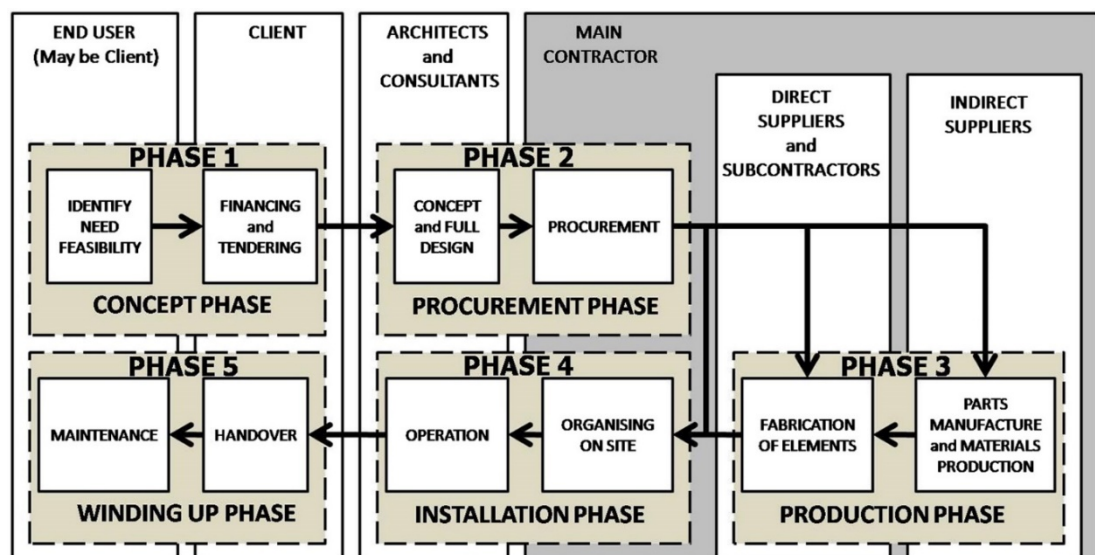 END USER
(May be Client)
CLIENT
ARCHITECTS
and
CONSULTANTS
MAIN
CONTRACTOR
DIRECT
SUPPLIERS
and
SUBCONTRACTORS
INDIRECT
SUPPLIERS
PHASE 1
IDENTIFY
NEED
FEASIBILITY
FINANCING
and
TENDERING
CONCEPT PHASE
PHASE 2
CONCEPT
and FULL
DESIGN
PROCUREMENT
PROCUREMENT PHASE
PHASE 5
MAINTENANCE
HANDOVER
WINDING UP PHASE
PHASE 4
OPERATION
ORGANISING
ON SITE
INSTALLATION PHASE
PHASE 3
FABRICATION
OF ELEMENTS
PARTS
MANUFACTURE
and MATERIALS
PRODUCTION
PRODUCTION PHASE